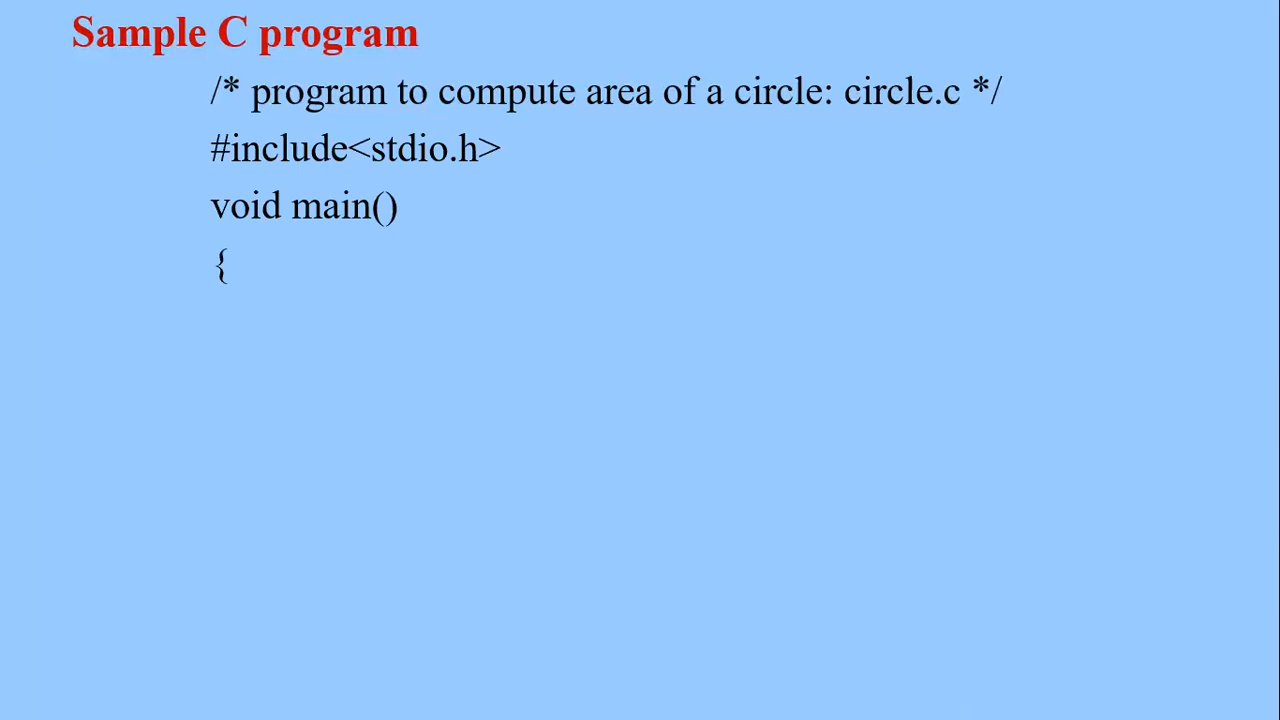 Sample C program
/* program to compute area of a circle: circle.c */
#include<stdio.h>
void main()
{